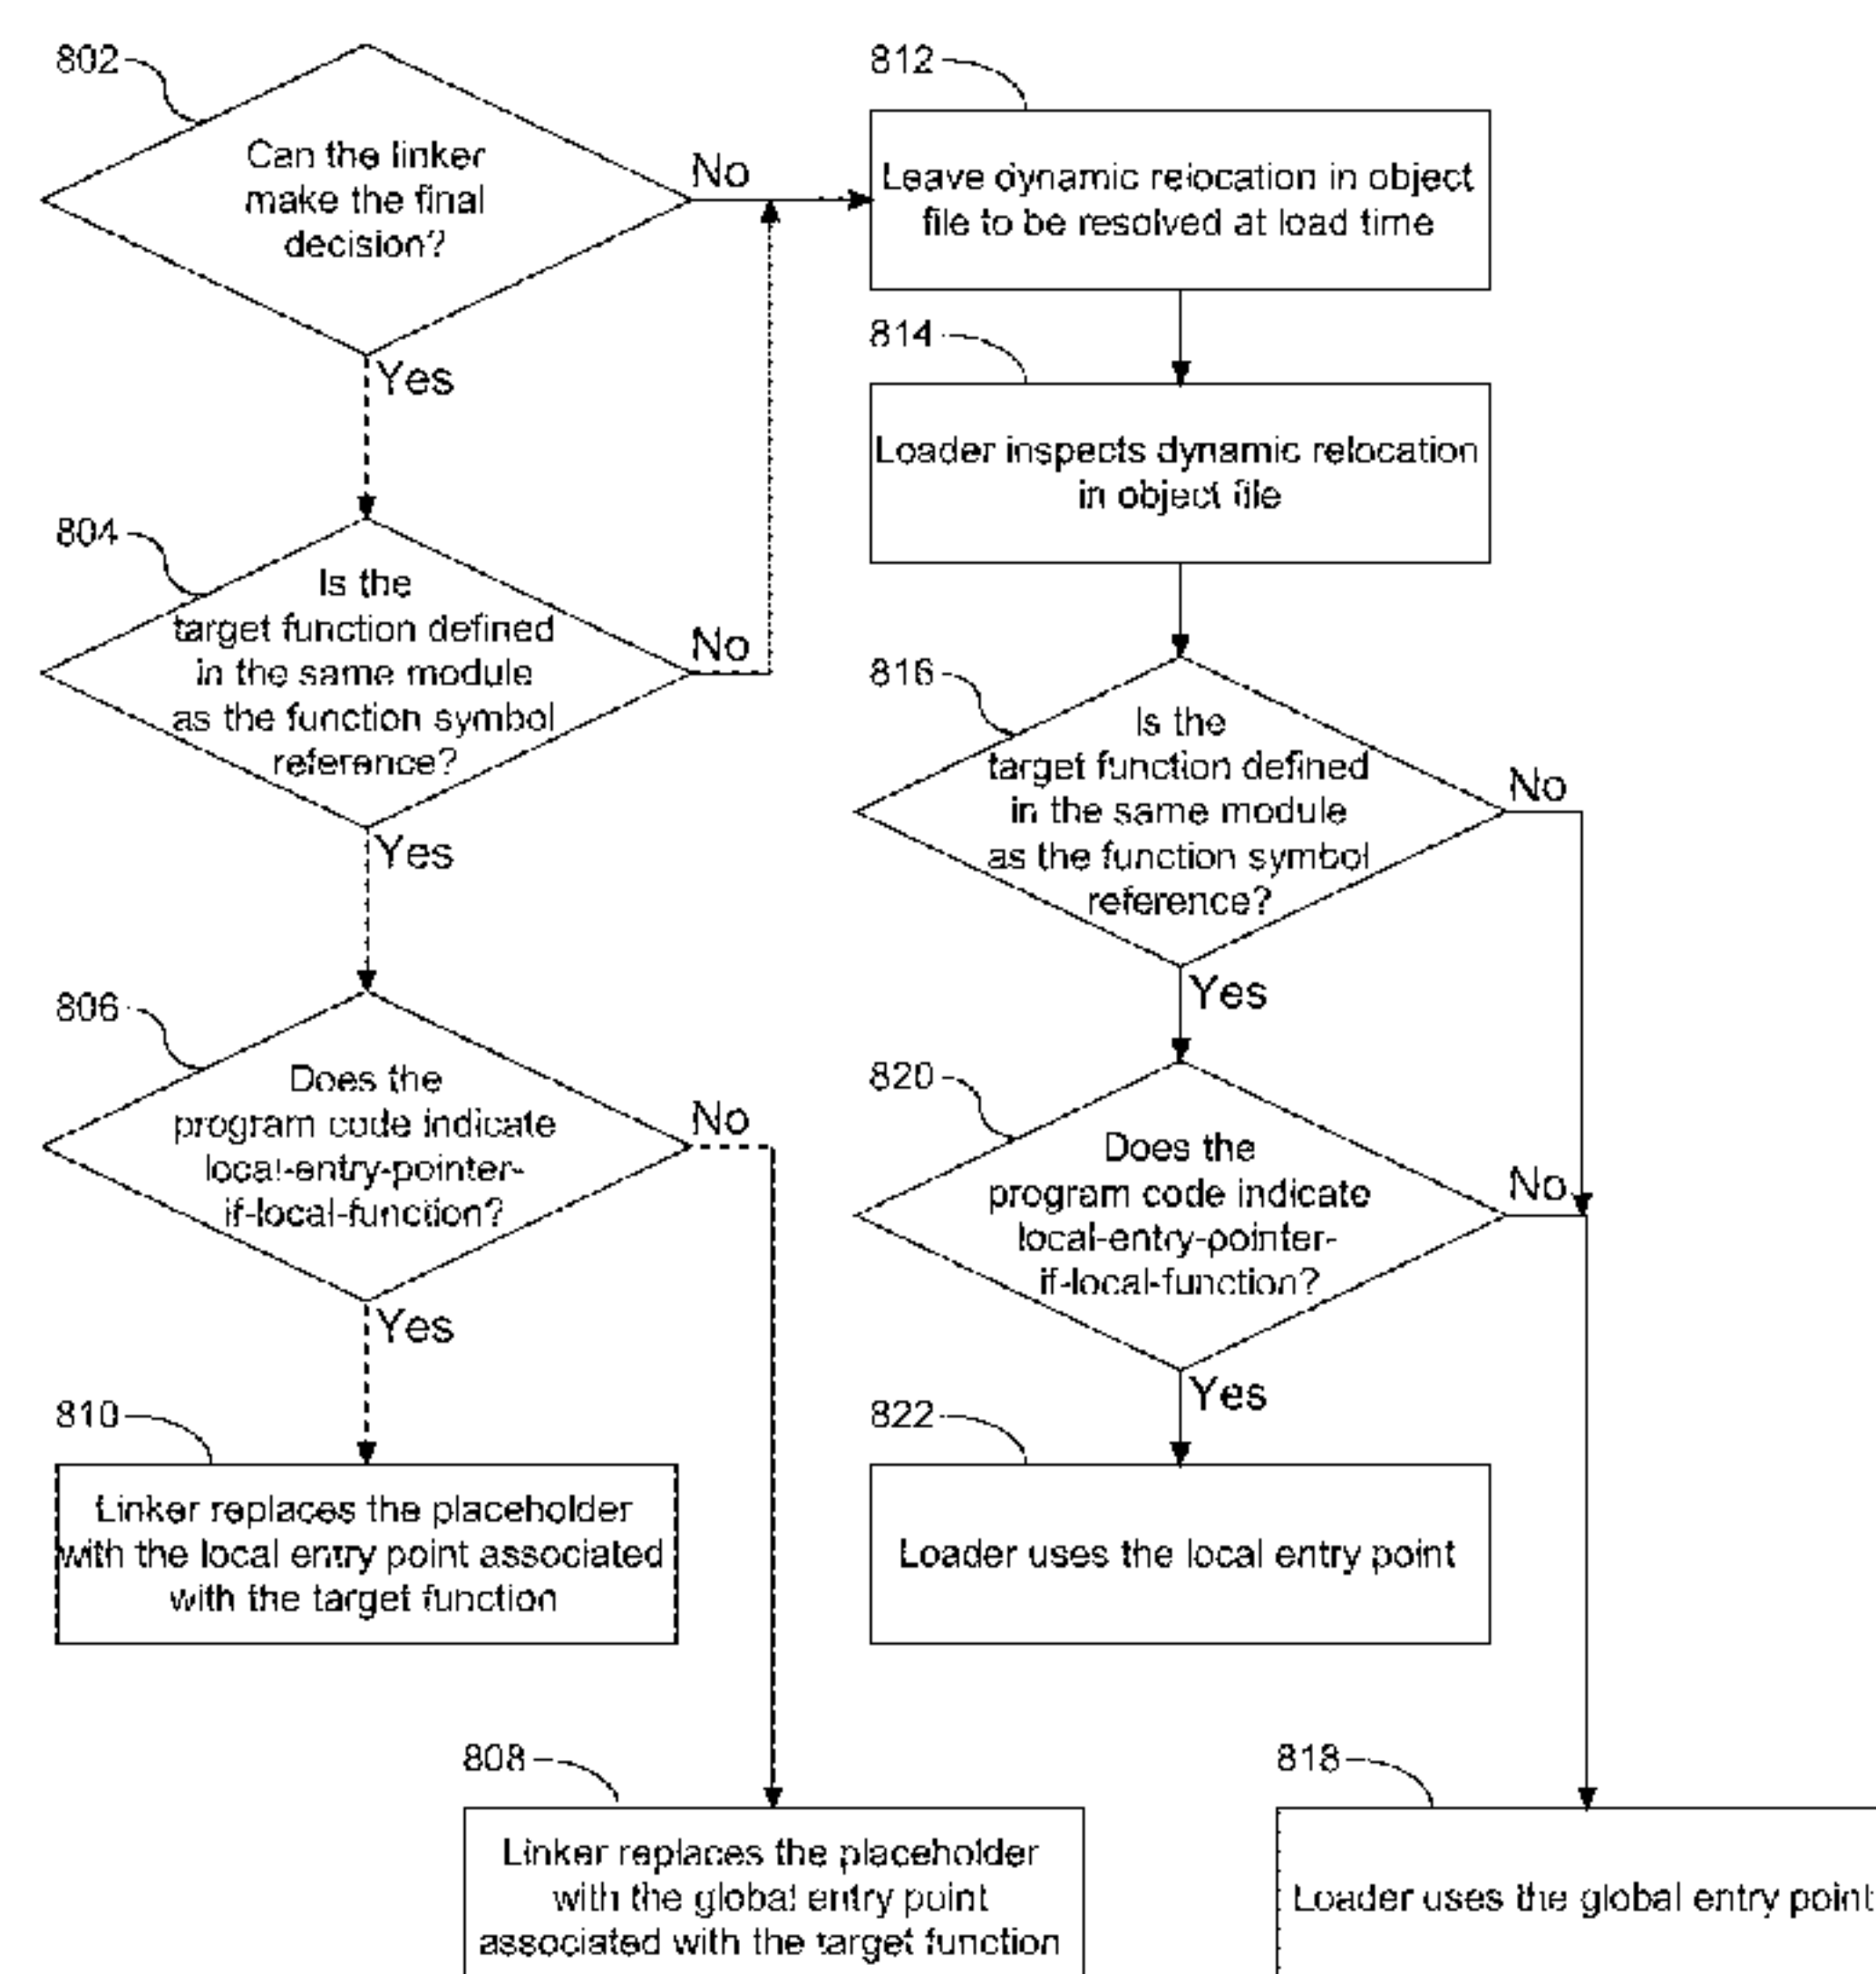 802
Can the linker
make the final
decision?
No
Yes
804
Is the
target function defined
in the same module
as the function symbol
reference?
No
Yes
806
Does the
program code indicate
local-entry-pointer-
if-local-function?
No
Yes
810
Linker replaces the placeholder
with the local entry point associated
with the target function
808
Linker replaces the placeholder
with the global entry point
associated with the target function
812
Leave dynamic relocation in object
file to be resolved at load time
814
Loader inspects dynamic relocation
in object file
816
Is the
target function defined
in the same module
as the function symbol
reference?
No
Yes
820
Does the
program code indicate
local-entry-pointer-
if-local-function?
No
Yes
822
Loader uses the local entry point
818
Loader uses the global entry point